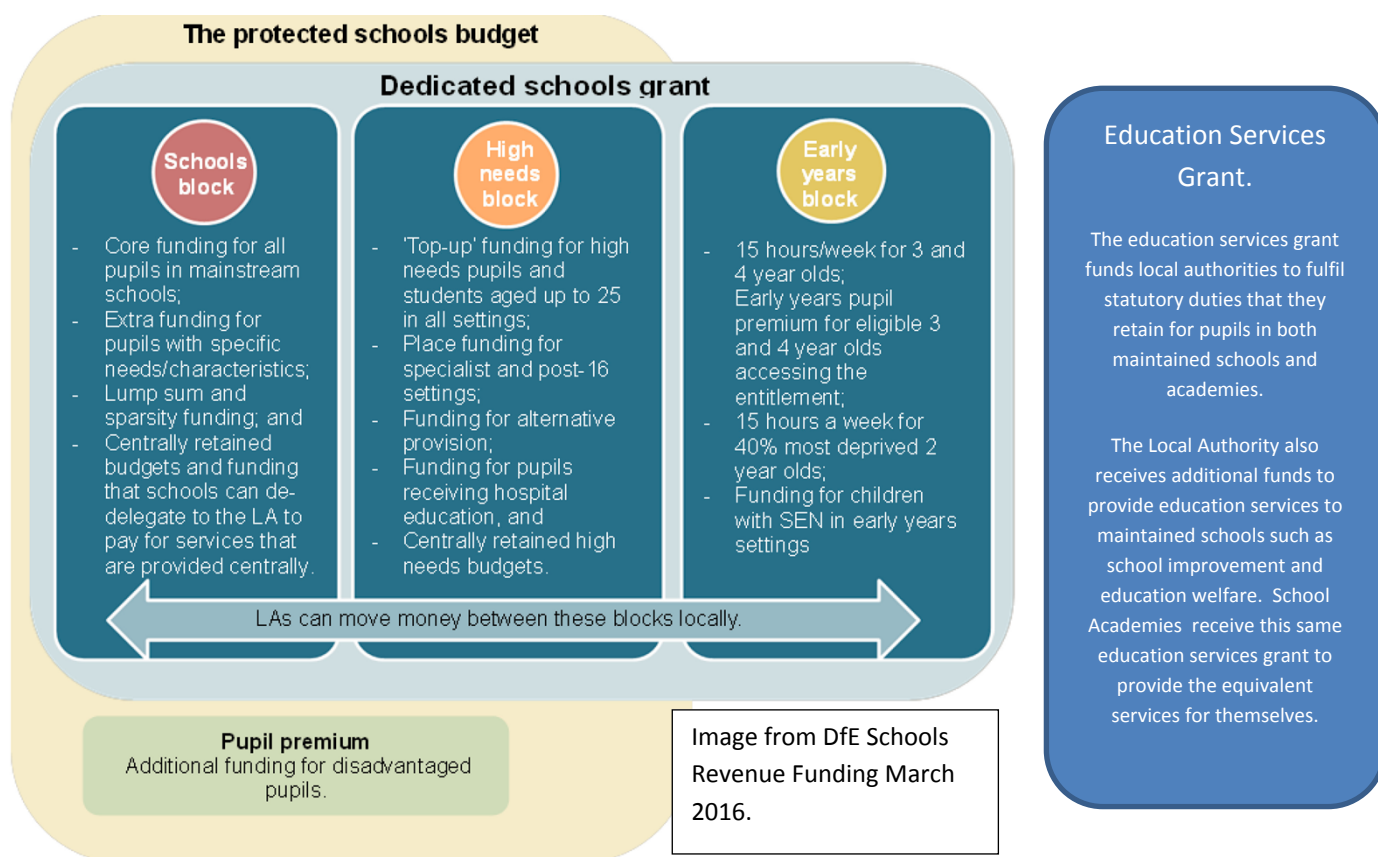 The protected schools budget
Dedicated schools grant
Schools
block
- Core funding for all
pupils in mainstream
schools;
- Extra funding for
pupils with specific
needs/characteristics;
- Lump sum and
sparsity funding; and
- Centrally retained
budgets and funding
that schools can de-
delegate to the LA to
pay for services that
are provided centrally.
High
needs
block
- 'Top-up' funding for high
needs pupils and
students aged up to 25
in all settings;
- Place funding for
specialist and post-16
settings;
- Funding for alternative
provision;
- Funding for pupils
receiving hospital
education, and
- Centrally retained high
needs budgets.
Early
years
block
- 15 hours/week for 3 and
4 year olds;
Early years pupil
premium for eligible 3
and 4 year olds
accessing the
entitlement;
- 15 hours a week for
40% most deprived 2
year olds;
- Funding for children
with SEN in early years
settings
LAs can move money between these blocks locally.
Pupil premium
Additional funding for disadvantaged
pupils.
Image from DfE Schools
Revenue Funding March
2016.
Education Services
Grant.
The education services grant
funds local authorities to fulfil
statutory duties that they
retain for pupils in both
maintained schools and
academies.
The Local Authority also
receives additional funds to
provide education services to
maintained schools such as
school improvement and
education welfare. School
Academies receive this same
education services grant to
provide the equivalent
services for themselves.